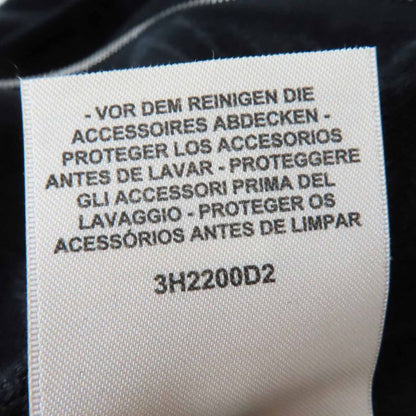 - VOR DEM REINIGEN DIE
ACCESSOIRES ABDECKEN -
PROTEGER LOS ACCESORIOS
ANTES DE LAVAR - PROTEGGERE
GLI ACCESSORI PRIMA DEL
LAVAGGIO - PROTEGER OS
ACESSÓRIOS ANTES DE LIMPAR
3H2200D2